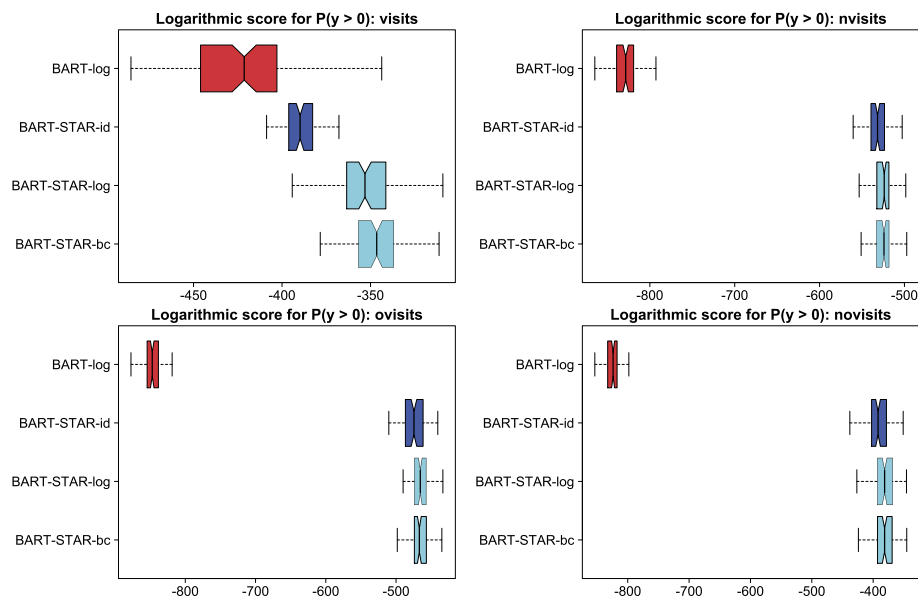 Logarithmic score for P(y > 0): visits
BART-log
BART-STAR-id
BART-STAR-log
BART-STAR-bc
-450 -400 -350
Logarithmic score for P(y > 0): nvisits
BART-log
BART-STAR-id
BART-STAR-log
BART-STAR-bc
-800 -700 -600 -500
Logarithmic score for P(y > 0): ovisits
BART-log
BART-STAR-id
BART-STAR-log
BART-STAR-bc
-800 -700 -600 -500
Logarithmic score for P(y > 0): novisits
BART-log
BART-STAR-id
BART-STAR-log
BART-STAR-bc
-800 -700 -600 -500 -400